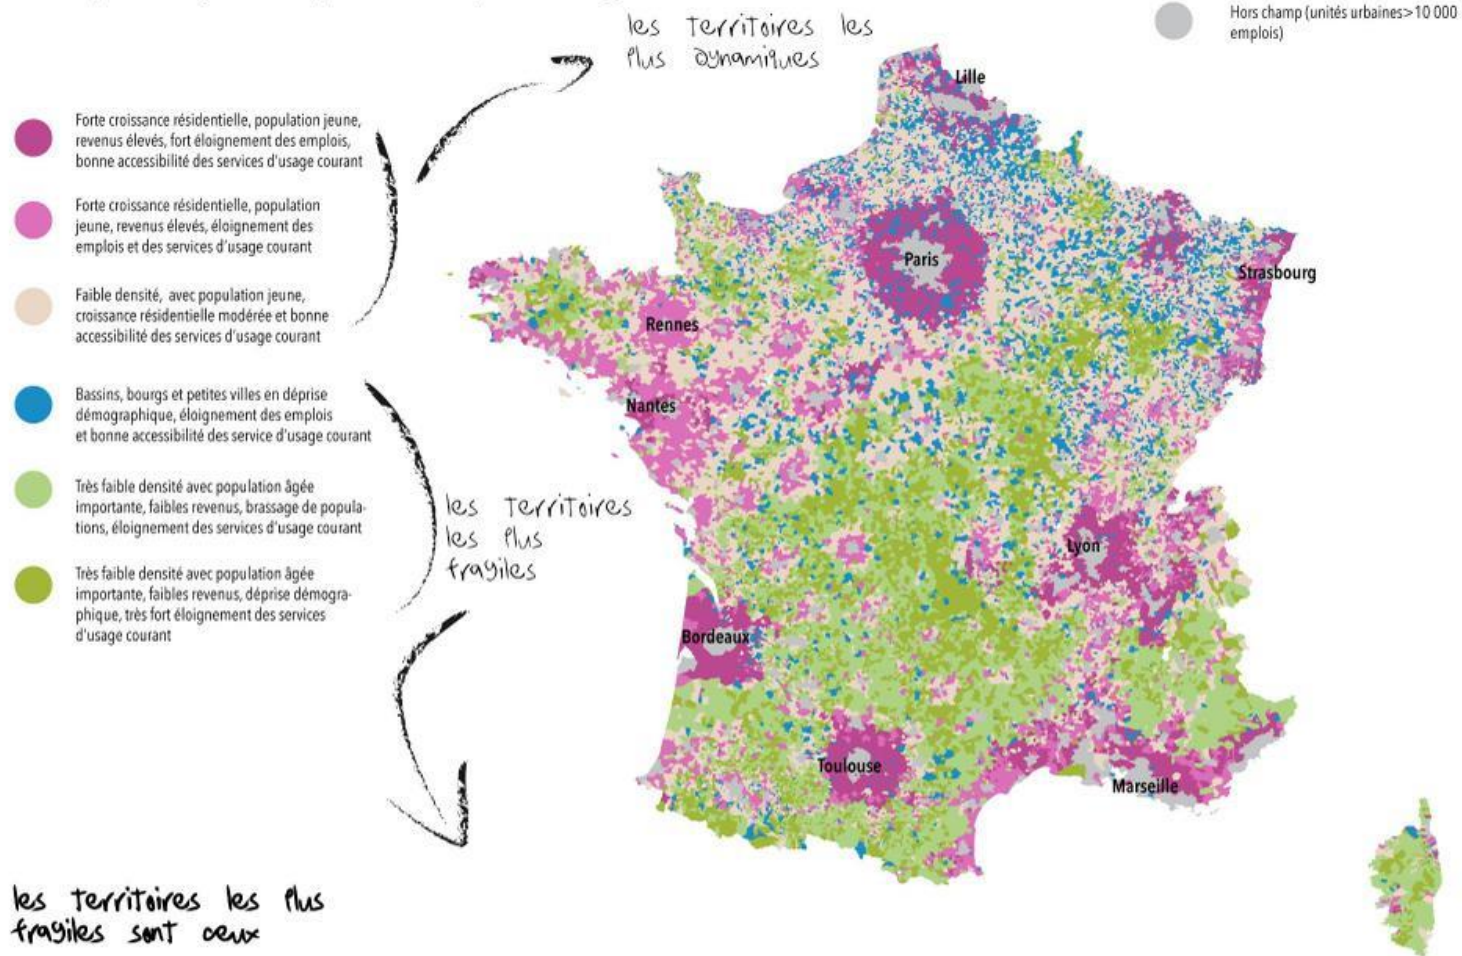 les territoires les
plus dynamiques
Hors champ (unités urbaines>10 000
emplois)
Forte croissance résidentielle, population jeune,
revenus élevés, fort éloignement des emplois,
bonne accessibilité des services d'usage courant
Forte croissance résidentielle, population
jeune, revenus élevés, éloignement des
emplois et des services d'usage courant
Faible densité, avec population jeune,
croissance résidentielle modérée et bonne
accessibilité des services d'usage courant
Bassins, bourgs et petites villes en déprise
démographique, éloignement des emplois
et bonne accessibilité des service d'usage courant
Très faible densité avec population âgée
importante, faibles revenus, brassage de popula-
tions, éloignement des services d'usage courant
Très faible densité avec population âgée
importante, faibles revenus, déprise démogra-
phique, très fort éloignement des services
d'usage courant
les territoires
les plus
fragiles
les territoires les plus
fragiles sont ceux
Lille
Paris
Strasbourg
Rennes
Nantes
Lyon
Bordeaux
Toulouse
Marseille